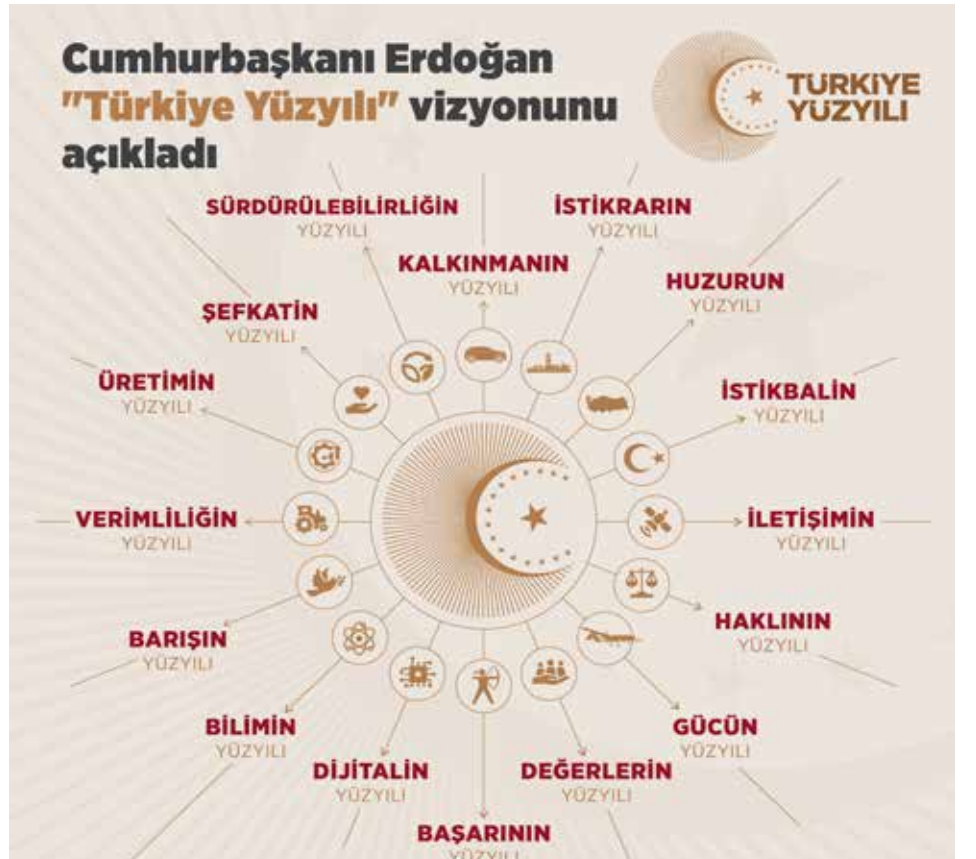 Cumhurbaşkanı Erdoğan
"Türkiye Yüzyılı" vizyonunu
açıkladı
TÜRKİYE
YÜZYILI
SÜRDÜRÜLEBİLİRLİĞİN
YÜZYILI
İSTİKRARIN
YÜZYILI
KALKINMANIN
YÜZYILI
HUZURUN
YÜZYILI
ŞEFKATİN
YÜZYILI
ÜRETİMİN
YÜZYILI
İSTİKBALİN
YÜZYILI
VERİMLİLİĞİN
YÜZYILI
İLETİŞİMİN
YÜZYILI
BARIŞIN
YÜZYILI
HAKLININ
YÜZYILI
BİLİMİN
YÜZYILI
GÜCÜN
YÜZYILI
DİJİTALİN
YÜZYILI
DEĞERLERİN
YÜZYILI
BAŞARININ
YÜZYILI